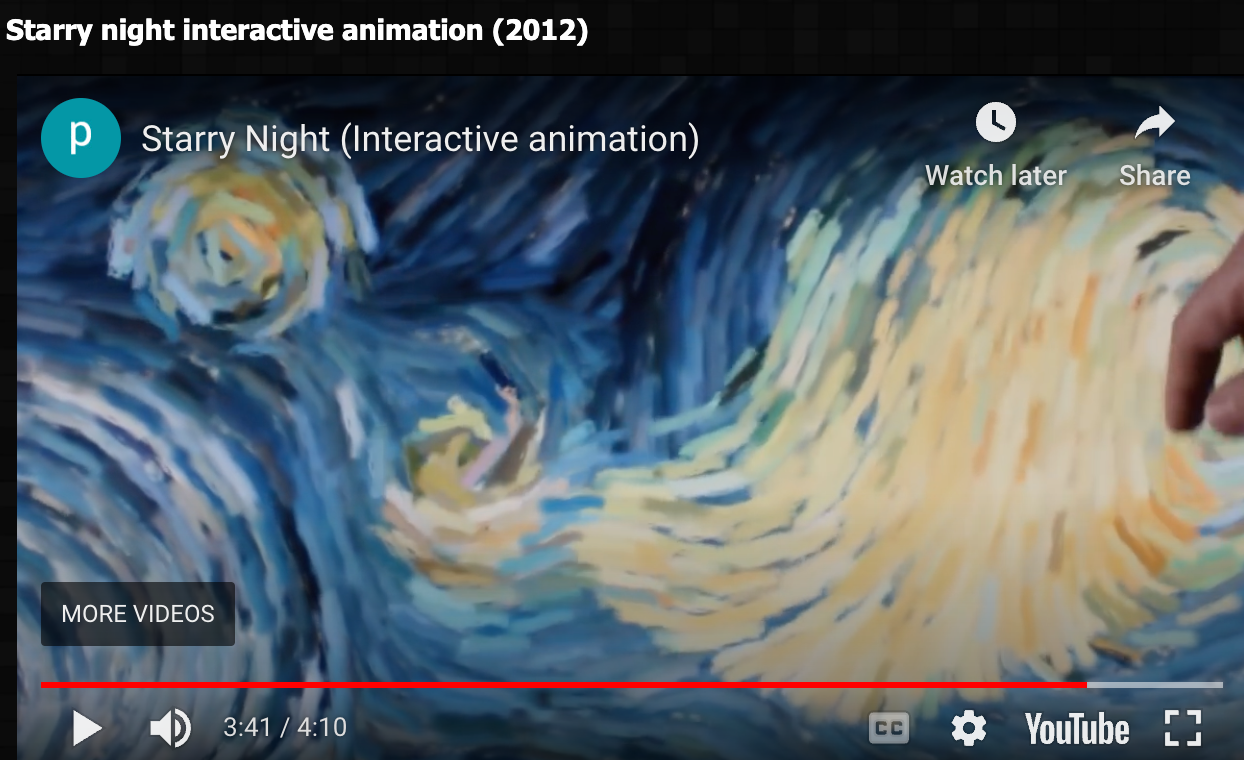 Starry night interactive animation (2012)
p
Starry Night (Interactive animation)
Watch later
Share
MORE VIDEOS
3:41 / 4:10
CC
YouTube